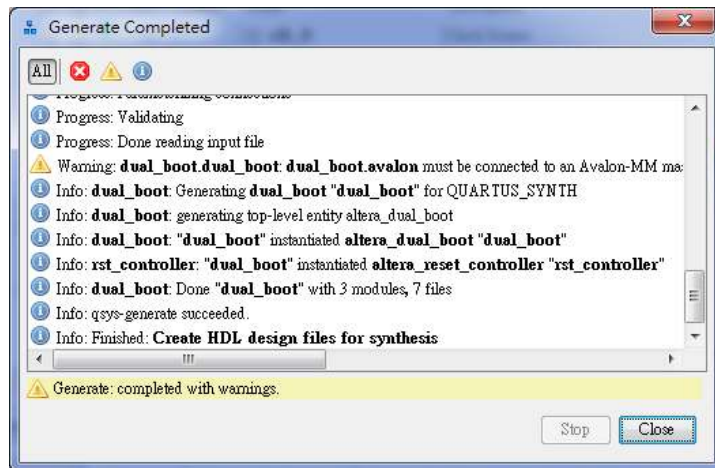 Generate Completed
All
Progress: Parameterizing connections
Progress: Validating
Progress: Done reading input file
Warning: dual_boot.dual_boot: dual_boot.avalon must be connected to an Avalon-MM ma
Info: dual_boot: Generating dual_boot "dual_boot" for QUARTUS_SYNTH
Info: dual_boot: generating top-level entity altera_dual_boot
Info: dual_boot: "dual_boot" instantiated altera_dual_boot "dual_boot"
Info: rst_controller: "dual_boot" instantiated altera_reset_controller "rst_controller"
Info: dual_boot: Done "dual_boot" with 3 modules, 7 files
Info: qsys-generate succeeded.
Info: Finished: Create HDL design files for synthesis
Generate: completed with warnings.
Stop
Close